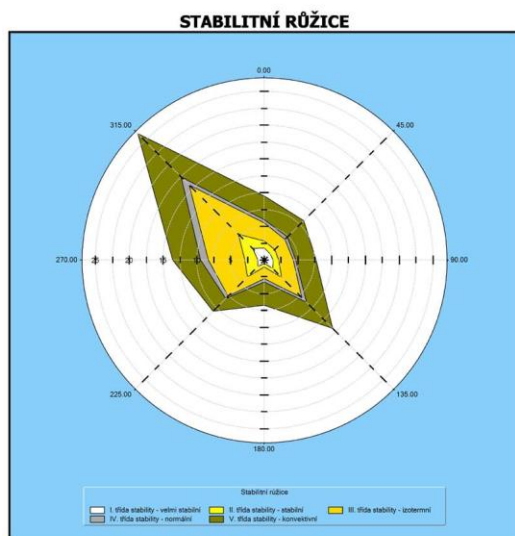 STABILITNÍ RŮŽICE
0.00
315.00
45.00
270.00
90.00
225.00
135.00
180.00
Stabilitní růžice
I. třída stability - velmi stabilní
II. třída stability - stabilní
III. třída stability - izotermní
IV. třída stability - normální
V. třída stability - konvektivní